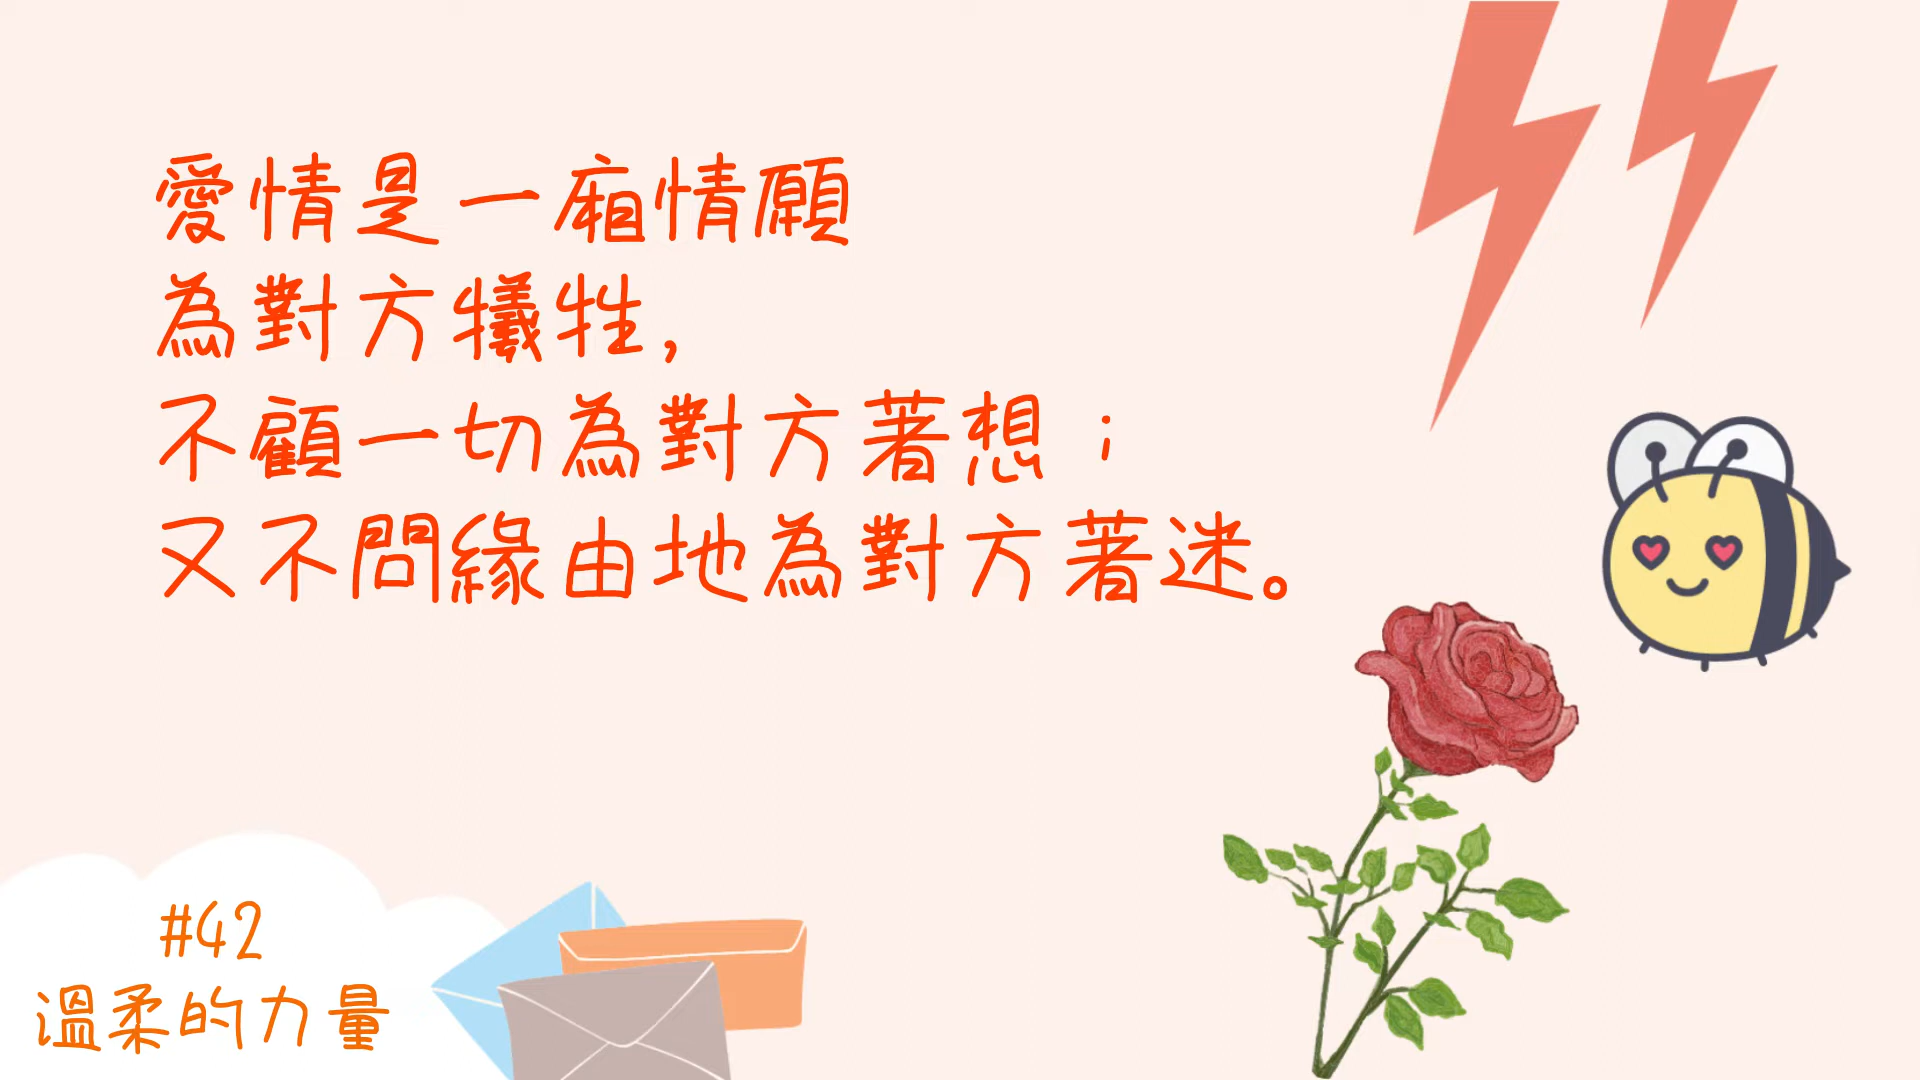 愛情是一廂情願
為對方犧牲，
不顧一切為對方著想；
又不問緣由地為對方著迷。
#42
溫柔的力量